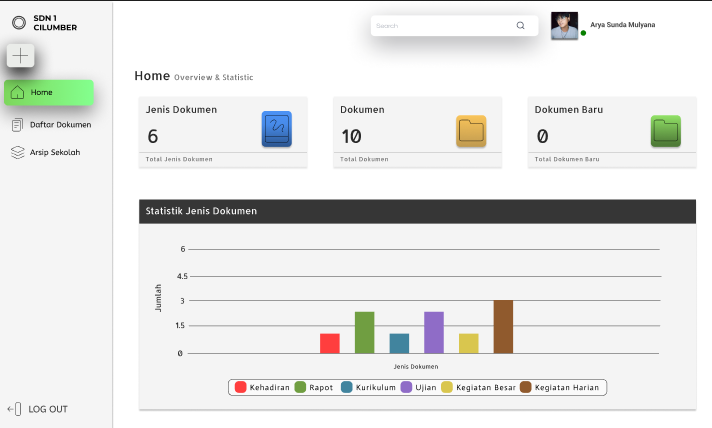 SDN 1
CILUMBER
Search
Arya Sunda Mulyana
Home
Daftar Dokumen
Arsip Sekolah
LOG OUT
Home Overview & Statistic
Jenis Dokumen
6
Total Jenis Dokumen
Dokumen
10
Total Dokumen
Dokumen Baru
0
Total Dokumen Baru
Statistik Jenis Dokumen
6
4.5
3
1.5
0
Jumlah
Jenis Dokumen
Kehadiran Rapot Kurikulum Ujian Kegiatan Besar Kegiatan Harian